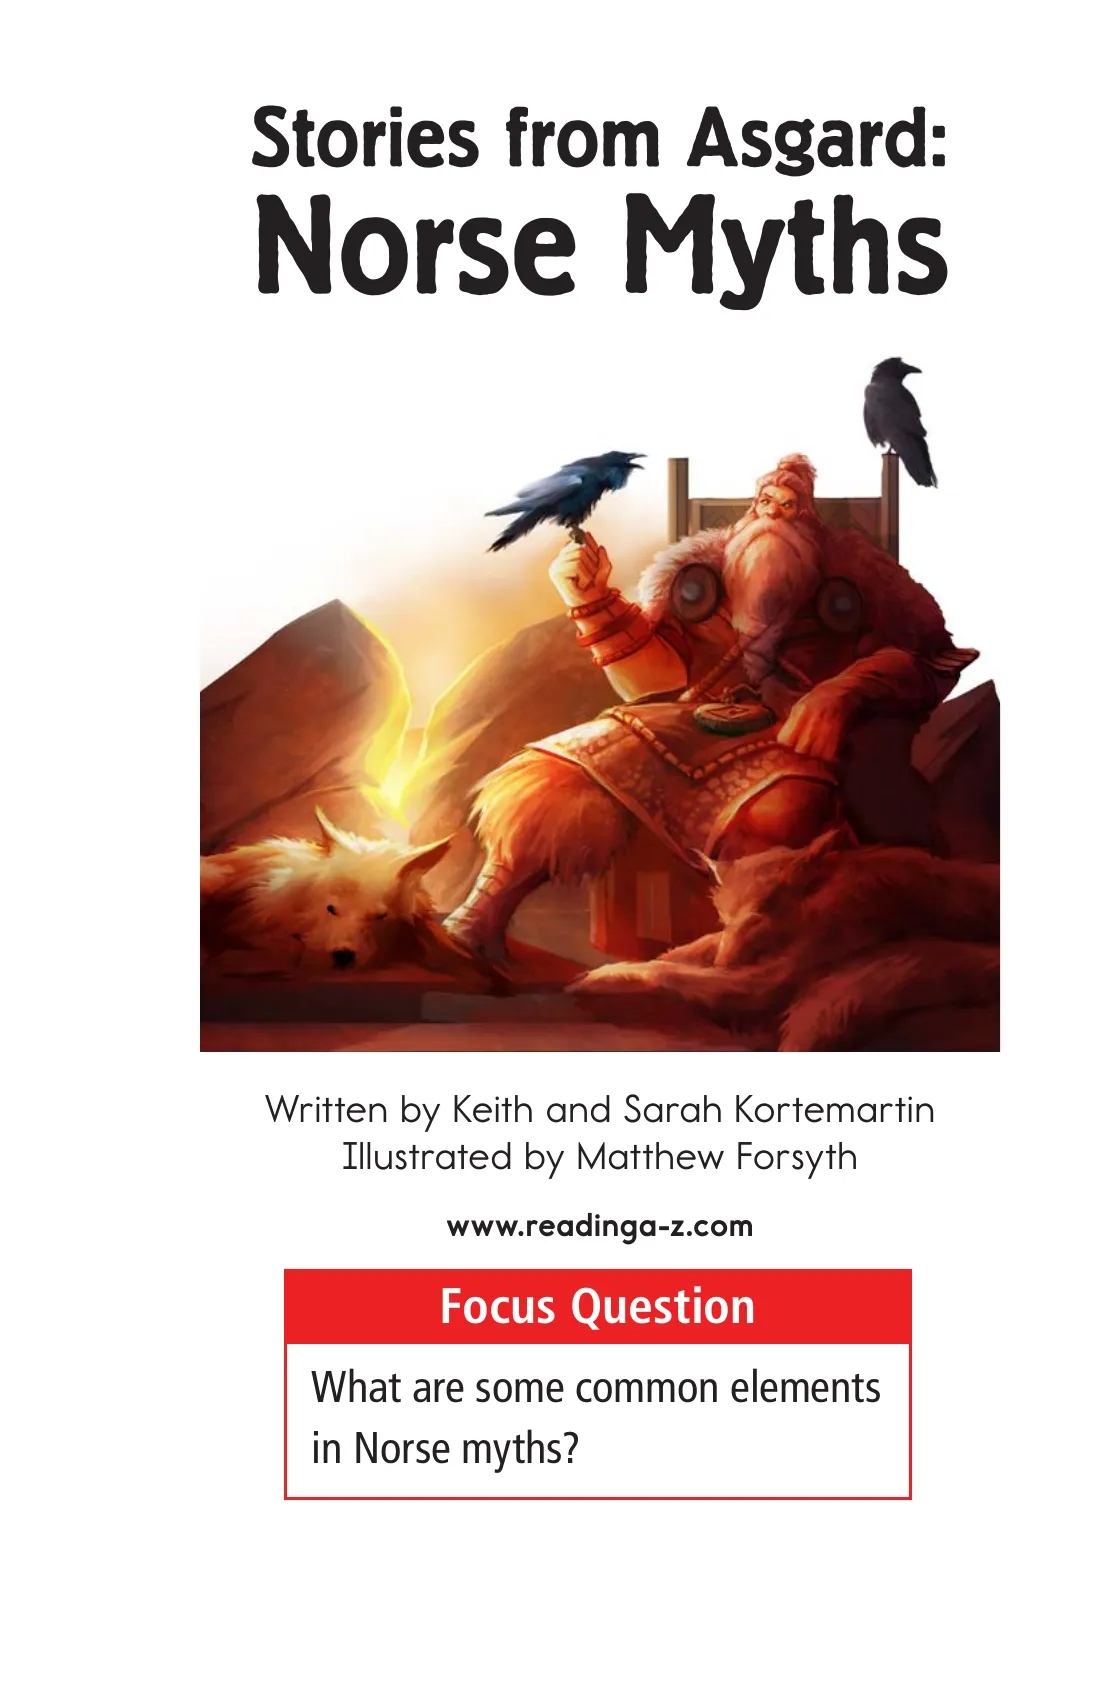 Stories from Asgard:
Norse Myths
Written by Keith and Sarah Kortemartin
Illustrated by Matthew Forsyth
www.readinga-z.com
Focus Question
What are some common elements
in Norse myths?